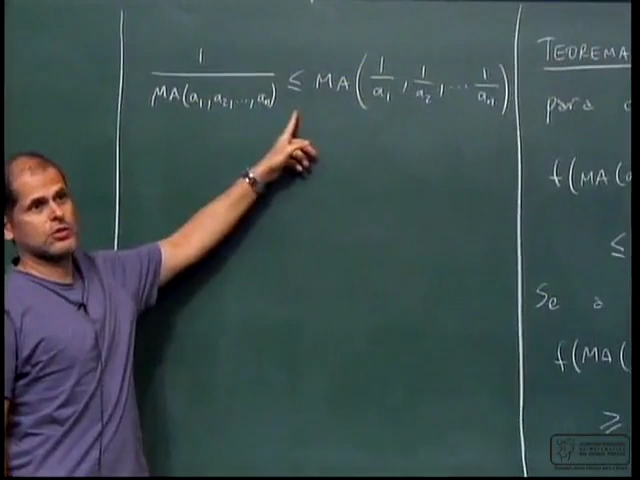 1 / MA(a₁, a₂, ..., aₙ) ≤ MA(1/a₁, 1/a₂, ... 1/aₙ)
TEOREMA
para
f(MA(
≤
Se a
f(MA(
≥